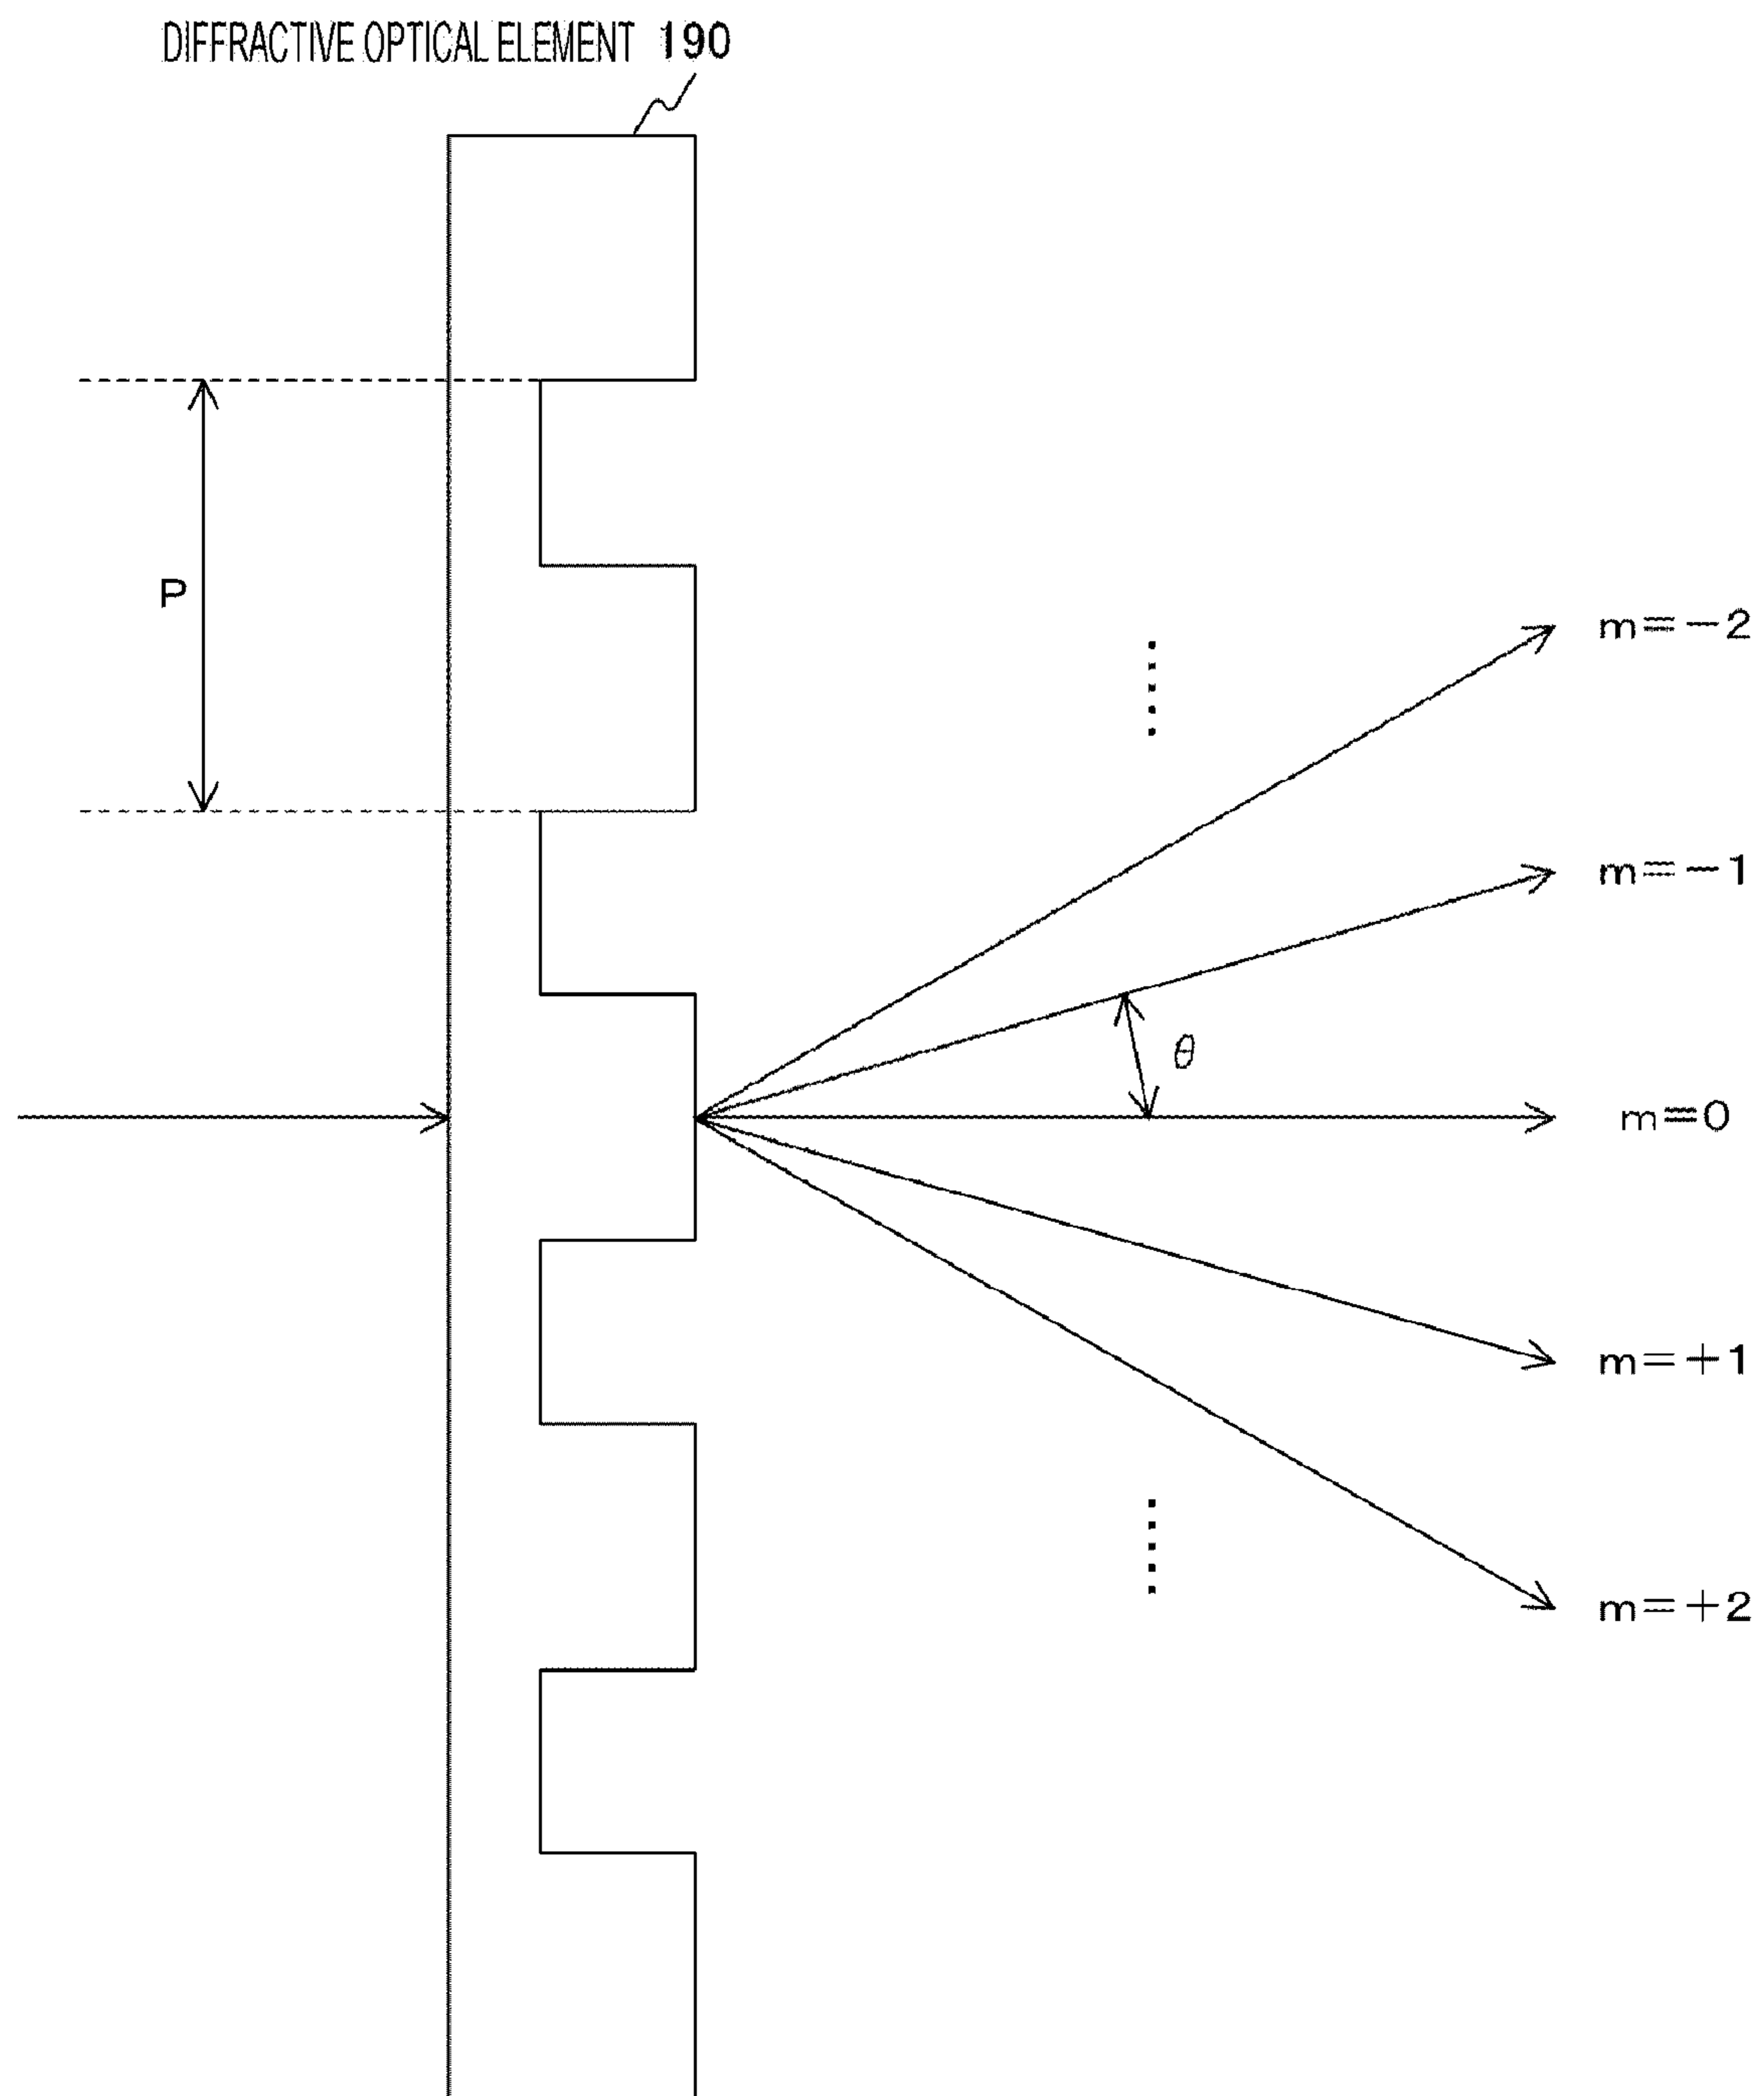 DIFFRACTIVE OPTICAL ELEMENT 190
P
m=-2
m=-1
θ
m=0
m=+1
m=+2